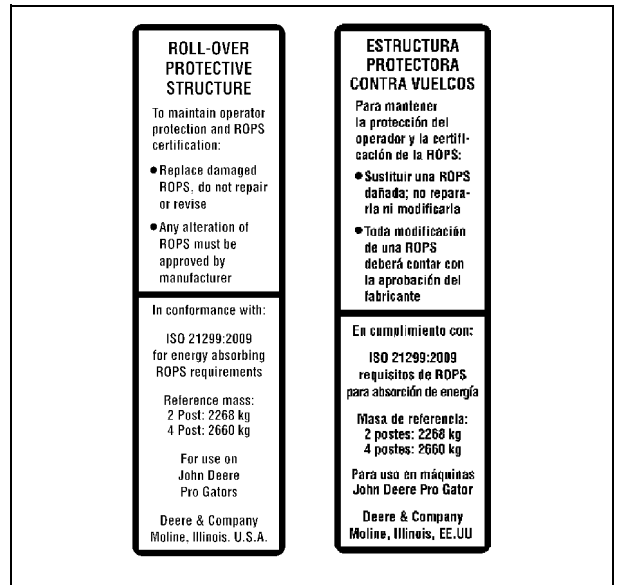 ROLL-OVER
PROTECTIVE
STRUCTURE
To maintain operator
protection and ROPS
certification:
● Replace damaged
ROPS, do not repair
or revise
● Any alteration of
ROPS must be
approved by
manufacturer
In conformance with:
ISO 21299:2009
for energy absorbing
ROPS requirements
Reference mass:
2 Post: 2268 kg
4 Post: 2660 kg
For use on
John Deere
Pro Gators
Deere & Company
Moline, Illinois. U.S.A.
ESTRUCTURA
PROTECTORA
CONTRA VUELCOS
Para mantener
la protección del
operador y la certifi-
cación de la ROPS:
● Sustituir una ROPS
dañada; no repara-
rla ni modificarla
● Toda modificación
de una ROPS
deberá contar con
la aprobación del
fabricante
En cumplimiento con:
ISO 21299:2009
requisitos de ROPS
para absorción de energía
Masa de referencia:
2 postes: 2268 kg
4 postes: 2660 kg
Para uso en máquinas
John Deere Pro Gator
Deere & Company
Moline, Illinois, EE.UU